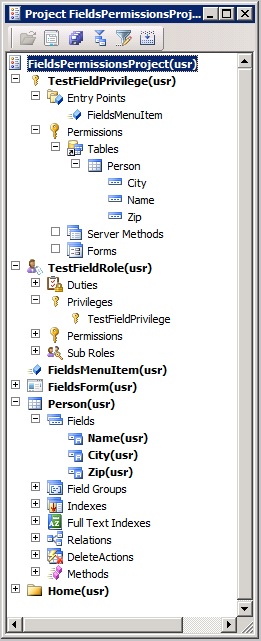 Project FieldsPermissionsProj...
FieldsPermissionsProject(usr)
TestFieldPrivilege(usr)
Entry Points
FieldsMenuItem
Permissions
Tables
Person
City
Name
Zip
Server Methods
Forms
TestFieldRole(usr)
Duties
Privileges
TestFieldPrivilege
Permissions
Sub Roles
FieldsMenuItem(usr)
FieldsForm(usr)
Person(usr)
Fields
Name(usr)
City(usr)
Zip(usr)
Field Groups
Indexes
Full Text Indexes
Relations
DeleteActions
Methods
Home(usr)